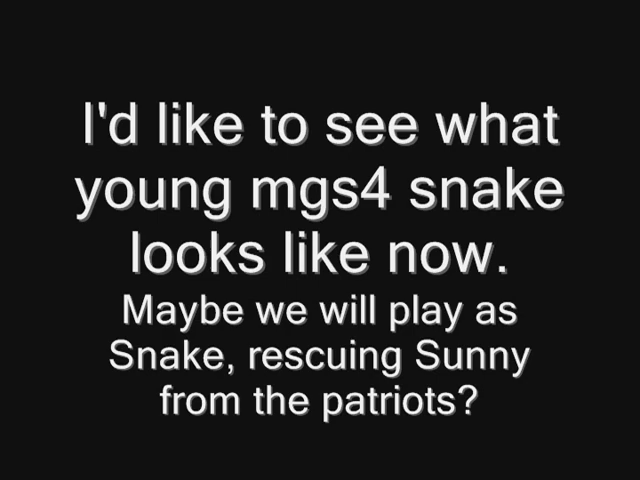 I'd like to see what
young mgs4 snake
looks like now.
Maybe we will play as
Snake, rescuing Sunny
from the patriots?